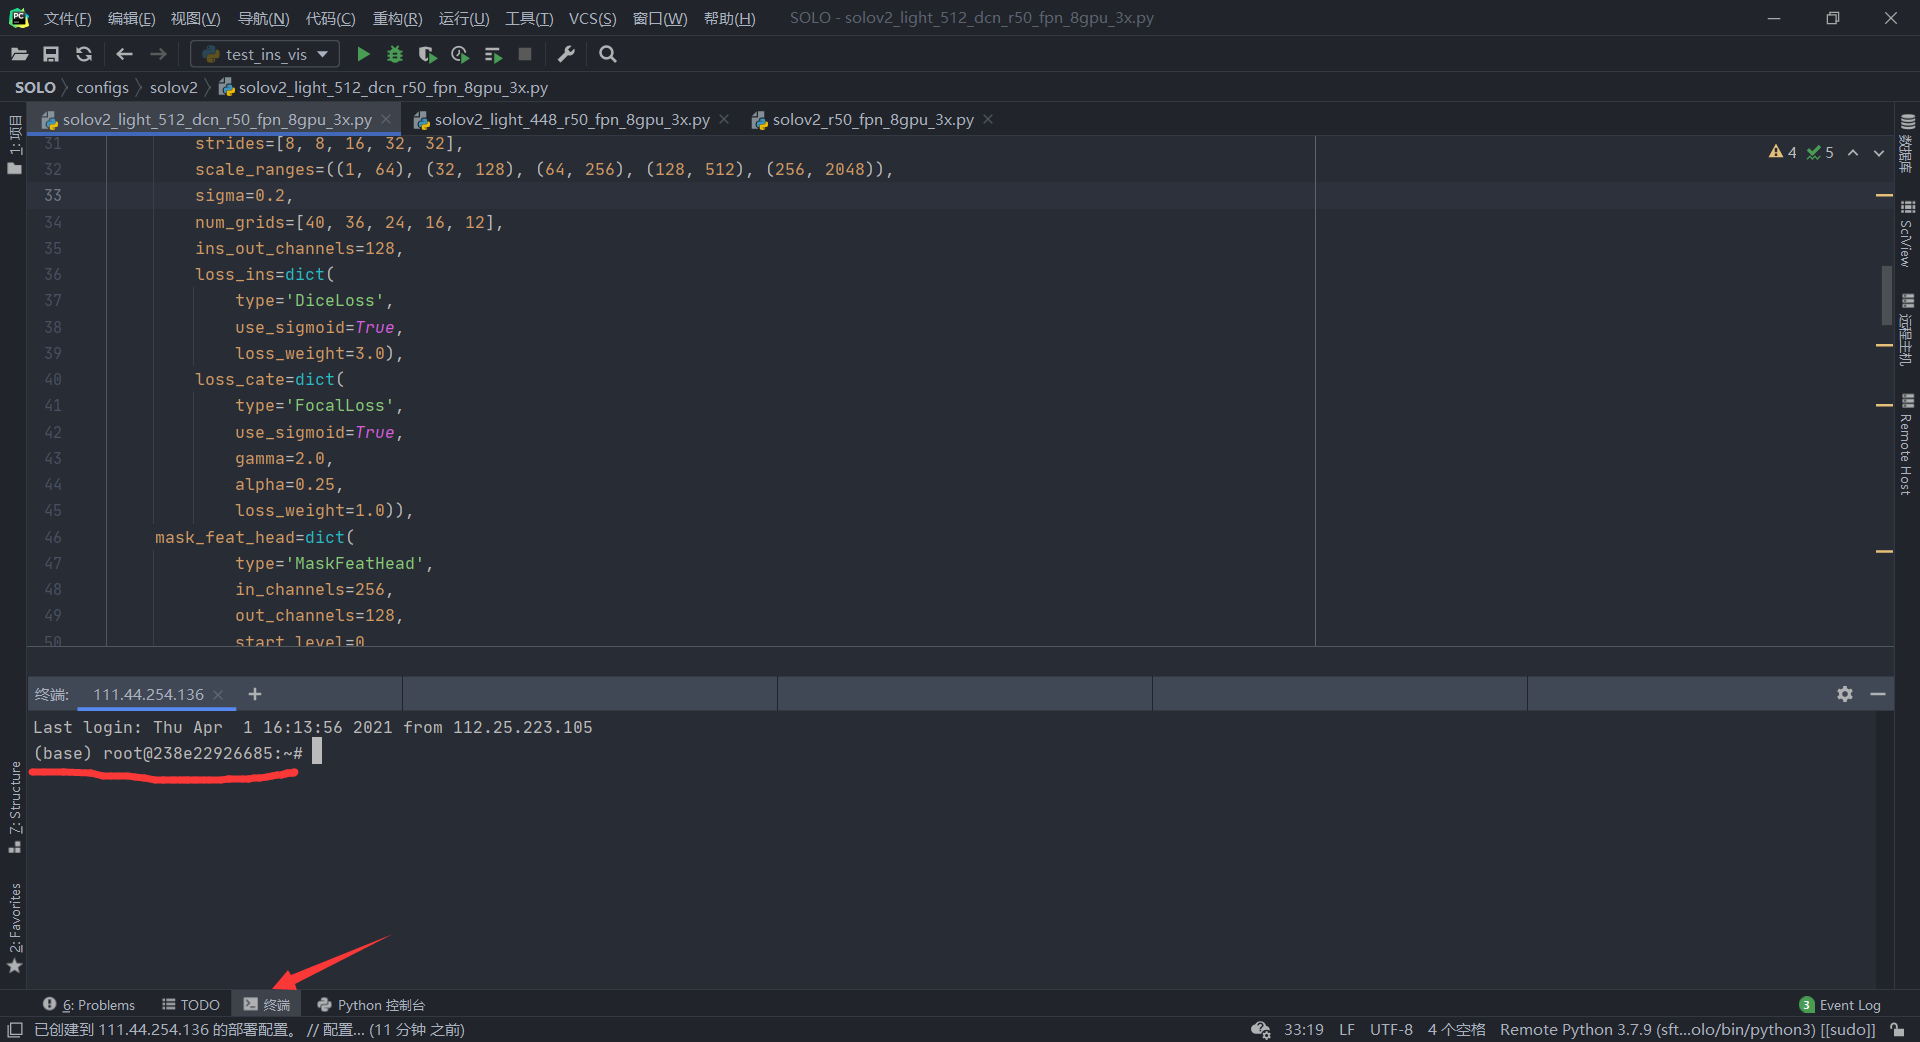 PC 文件(F) 编辑(E) 视图(V) 导航(N) 代码(C) 重构(R) 运行(U) 工具(T) VCS(S) 窗口(W) 帮助(H) SOLO - solov2_light_512_dcn_r50_fpn_8gpu_3x.py
test_ins_vis
SOLO configs solov2 solov2_light_512_dcn_r50_fpn_8gpu_3x.py
solov2_light_512_dcn_r50_fpn_8gpu_3x.py solov2_light_448_r50_fpn_8gpu_3x.py solov2_r50_fpn_8gpu_3x.py
1: 项目
4 5
31 strides=[8, 8, 16, 32, 32],
32 scale_ranges=((1, 64), (32, 128), (64, 256), (128, 512), (256, 2048)),
33 sigma=0.2,
34 num_grids=[40, 36, 24, 16, 12],
35 ins_out_channels=128,
36 loss_ins=dict(
37 type='DiceLoss',
38 use_sigmoid=True,
39 loss_weight=3.0),
40 loss_cate=dict(
41 type='FocalLoss',
42 use_sigmoid=True,
43 gamma=2.0,
44 alpha=0.25,
45 loss_weight=1.0)),
46 mask_feat_head=dict(
47 type='MaskFeatHead',
48 in_channels=256,
49 out_channels=128,
50 start_level=0
数据库
SciView
远程主机
Remote Host
终端: 111.44.254.136
Last login: Thu Apr  1 16:13:56 2021 from 112.25.223.105
(base) root@238e22926685:~#
7: Structure
2: Favorites
6: Problems TODO 终端 Python 控制台 3 Event Log
已创建到 111.44.254.136 的部署配置。 // 配置... (11 分钟 之前) 33:19 LF UTF-8 4 个空格 Remote Python 3.7.9 (sft...olo/bin/python3) [[sudo]]